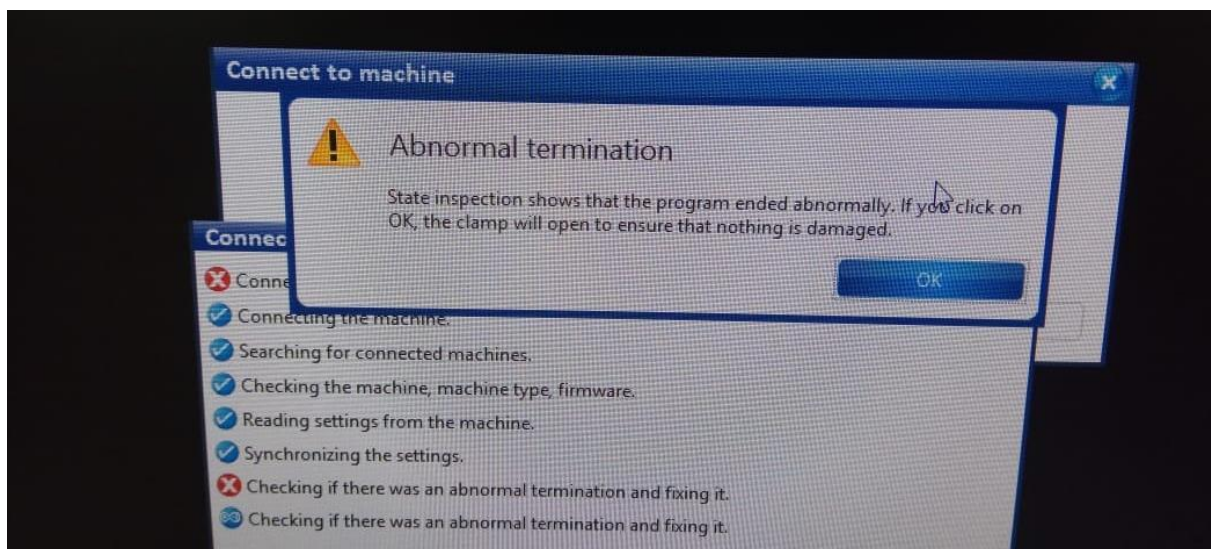 Connect to machine
Abnormal termination
State inspection shows that the program ended abnormally. If you click on
OK, the clamp will open to ensure that nothing is damaged.
OK
Connecting the machine.
Searching for connected machines.
Checking the machine, machine type, firmware.
Reading settings from the machine.
Synchronizing the settings.
Checking if there was an abnormal termination and fixing it.
Checking if there was an abnormal termination and fixing it.